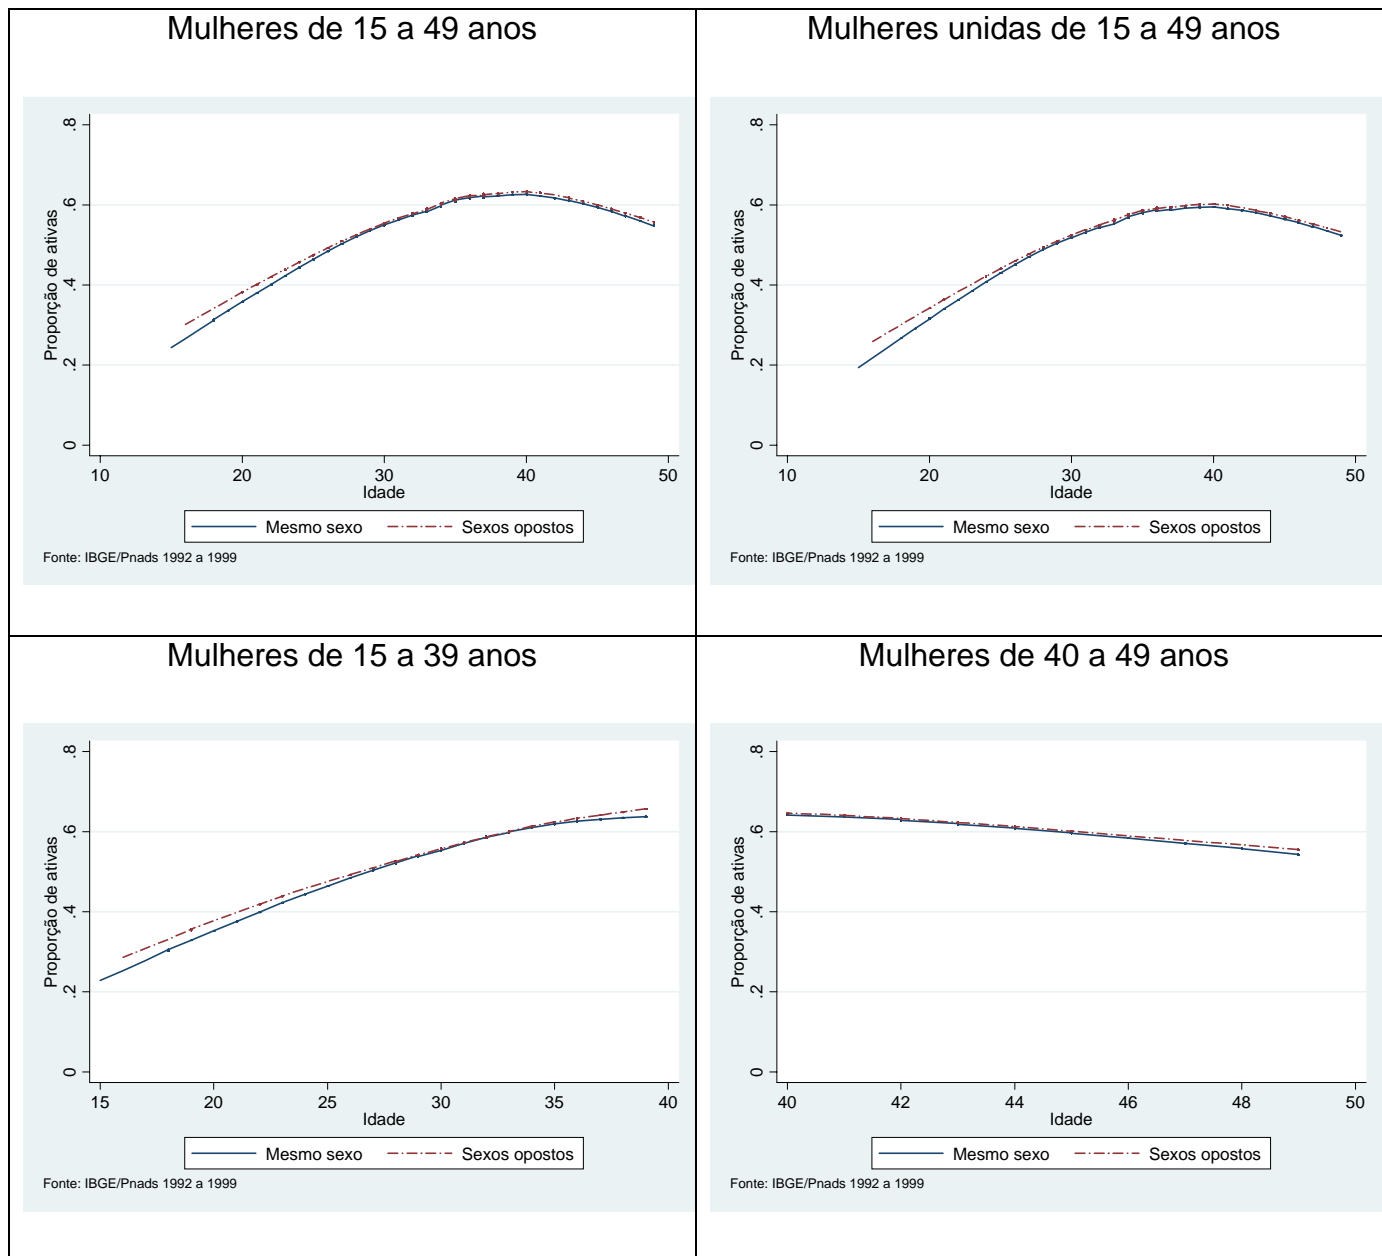 Mulheres de 15 a 49 anos
Proporção de ativas
.8
.6
.4
.2
0
10 20 30 40 50
Idade
Mesmo sexo Sexos opostos
Fonte: IBGE/Pnads 1992 a 1999
Mulheres unidas de 15 a 49 anos
Proporção de ativas
.8
.6
.4
.2
0
10 20 30 40 50
Idade
Mesmo sexo Sexos opostos
Fonte: IBGE/Pnads 1992 a 1999
Mulheres de 15 a 39 anos
Proporção de ativas
.8
.6
.4
.2
0
15 20 25 30 35 40
Idade
Mesmo sexo Sexos opostos
Fonte: IBGE/Pnads 1992 a 1999
Mulheres de 40 a 49 anos
Proporção de ativas
.8
.6
.4
.2
0
40 42 44 46 48 50
Idade
Mesmo sexo Sexos opostos
Fonte: IBGE/Pnads 1992 a 1999